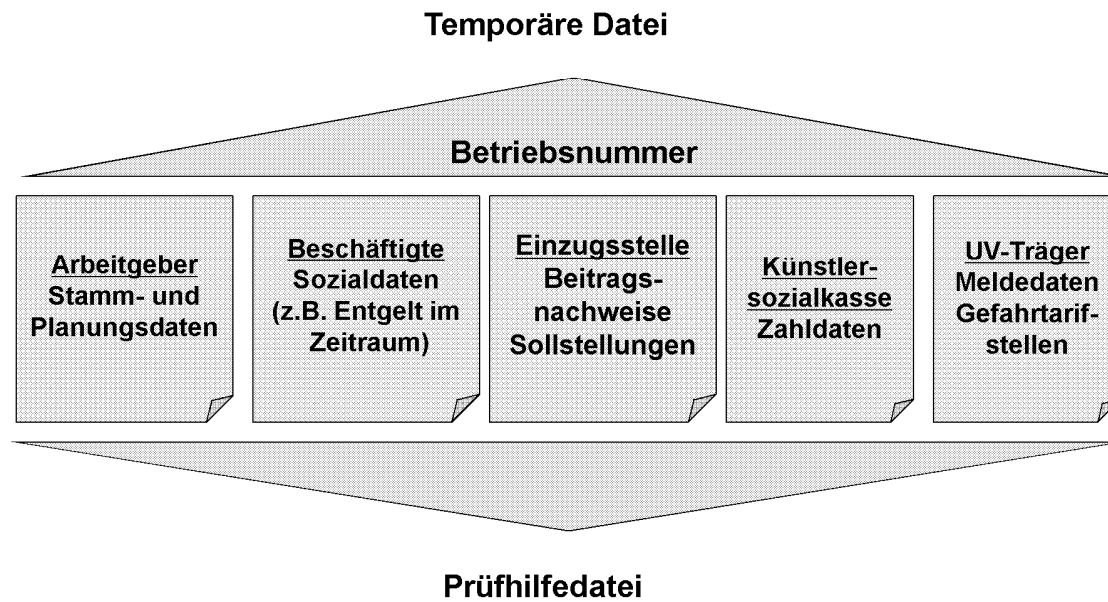 Temporäre Datei
Betriebsnummer
Arbeitgeber
Stamm- und
Planungsdaten
Beschäftigte
Sozialdaten
(z.B. Entgelt im
Zeitraum)
Einzugsstelle
Beitrags-
nachweise
Sollstellungen
Künstler-
sozialkasse
Zahldaten
UV-Träger
Meldedaten
Gefahrtarif-
stellen
Prüfhilfedatei